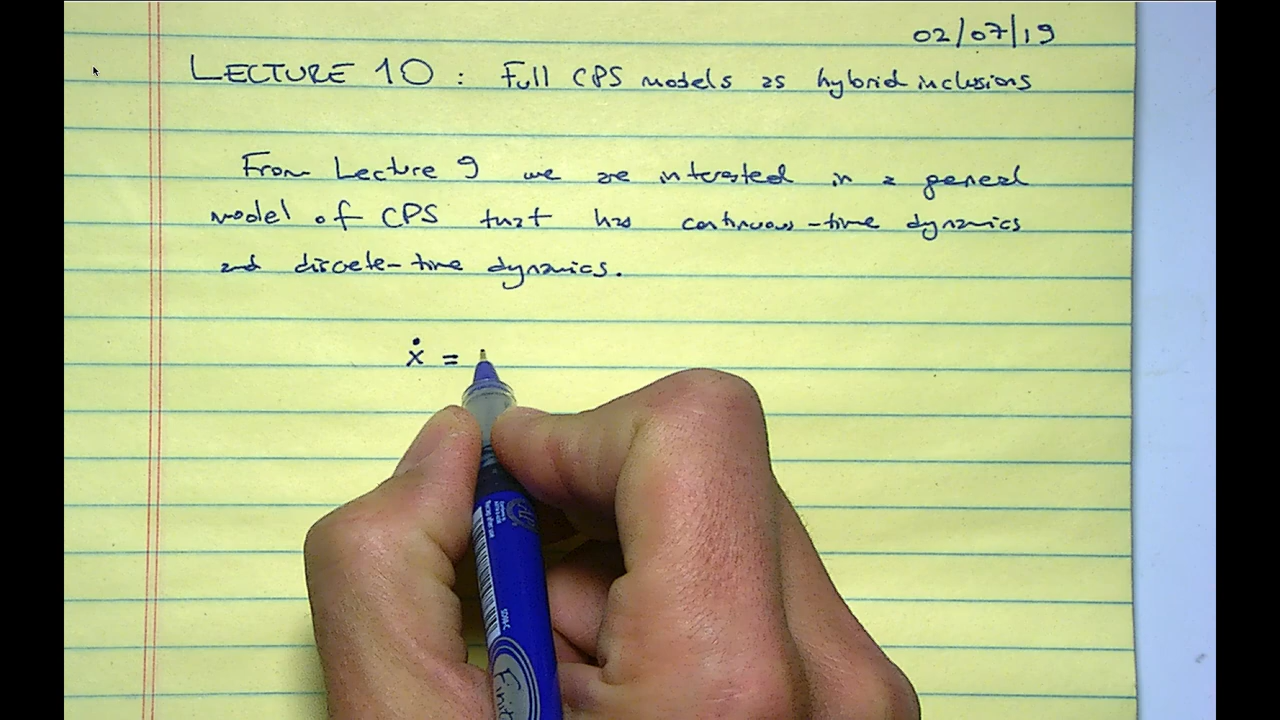 02/07/19
LECTURE 10 : Full CPS models as hybrid inclusions
From Lecture 9 we are interested in a general
model of CPS that has continuous-time dynamics
and discrete-time dynamics.
ẋ =
Finit